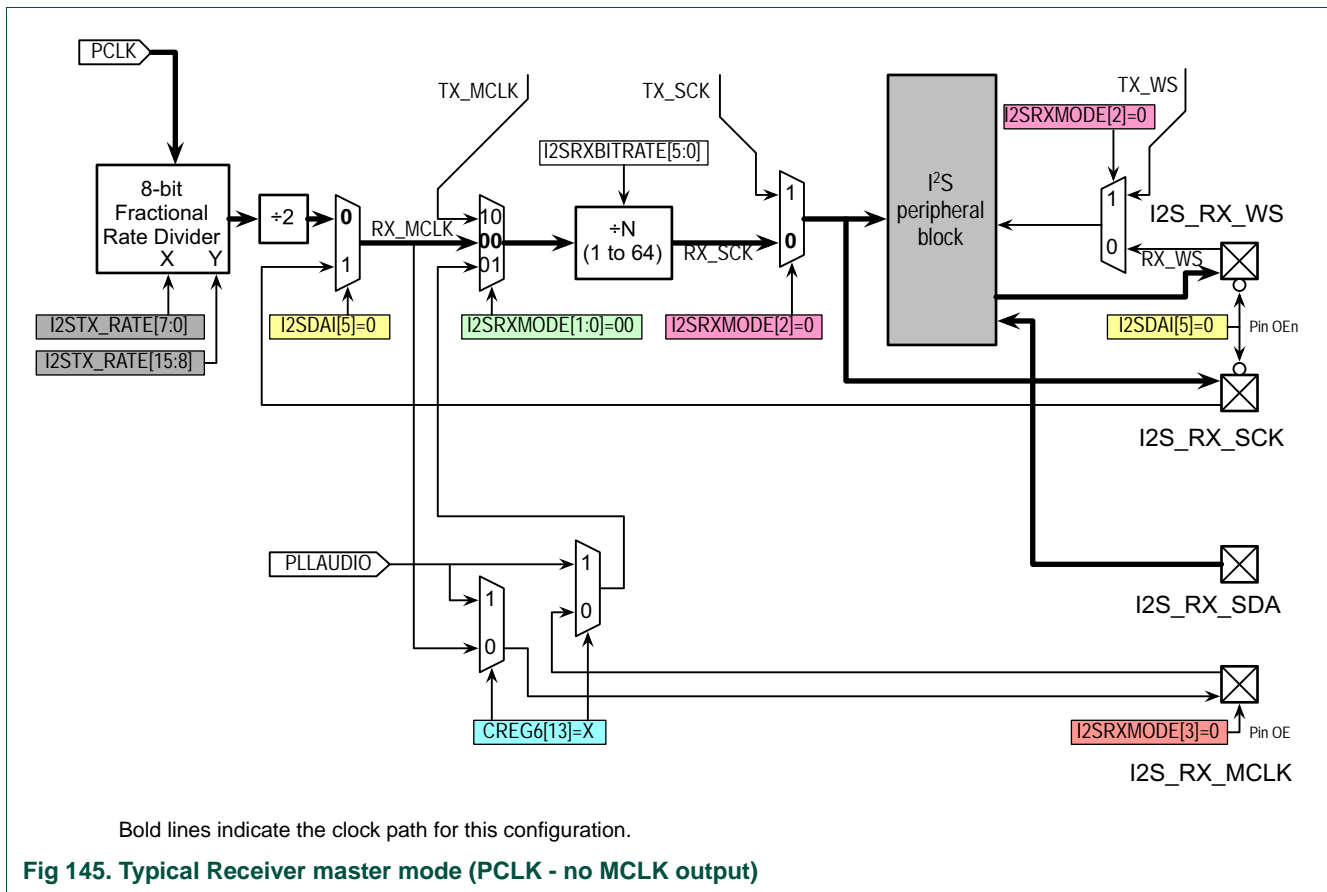 PCLK
TX_MCLK
TX_SCK
TX_WS
I2SRXMODE[2]=0
I2SRXBITRATE[5:0]
8-bit
Fractional
Rate Divider
X Y
÷2
0
1
RX_MCLK
10
00
01
÷N
(1 to 64)
RX_SCK
1
0
I²S
peripheral
block
1
0
I2S_RX_WS
RX_WS
I2STX_RATE[7:0]
I2STX_RATE[15:8]
I2SDAI[5]=0
I2SRXMODE[1:0]=00
I2SRXMODE[2]=0
I2SDAI[5]=0
Pin OEn
I2S_RX_SCK
PLLAUDIO
1
0
1
0
I2S_RX_SDA
CREG6[13]=X
I2SRXMODE[3]=0
Pin OE
I2S_RX_MCLK
Bold lines indicate the clock path for this configuration.
Fig 145. Typical Receiver master mode (PCLK - no MCLK output)